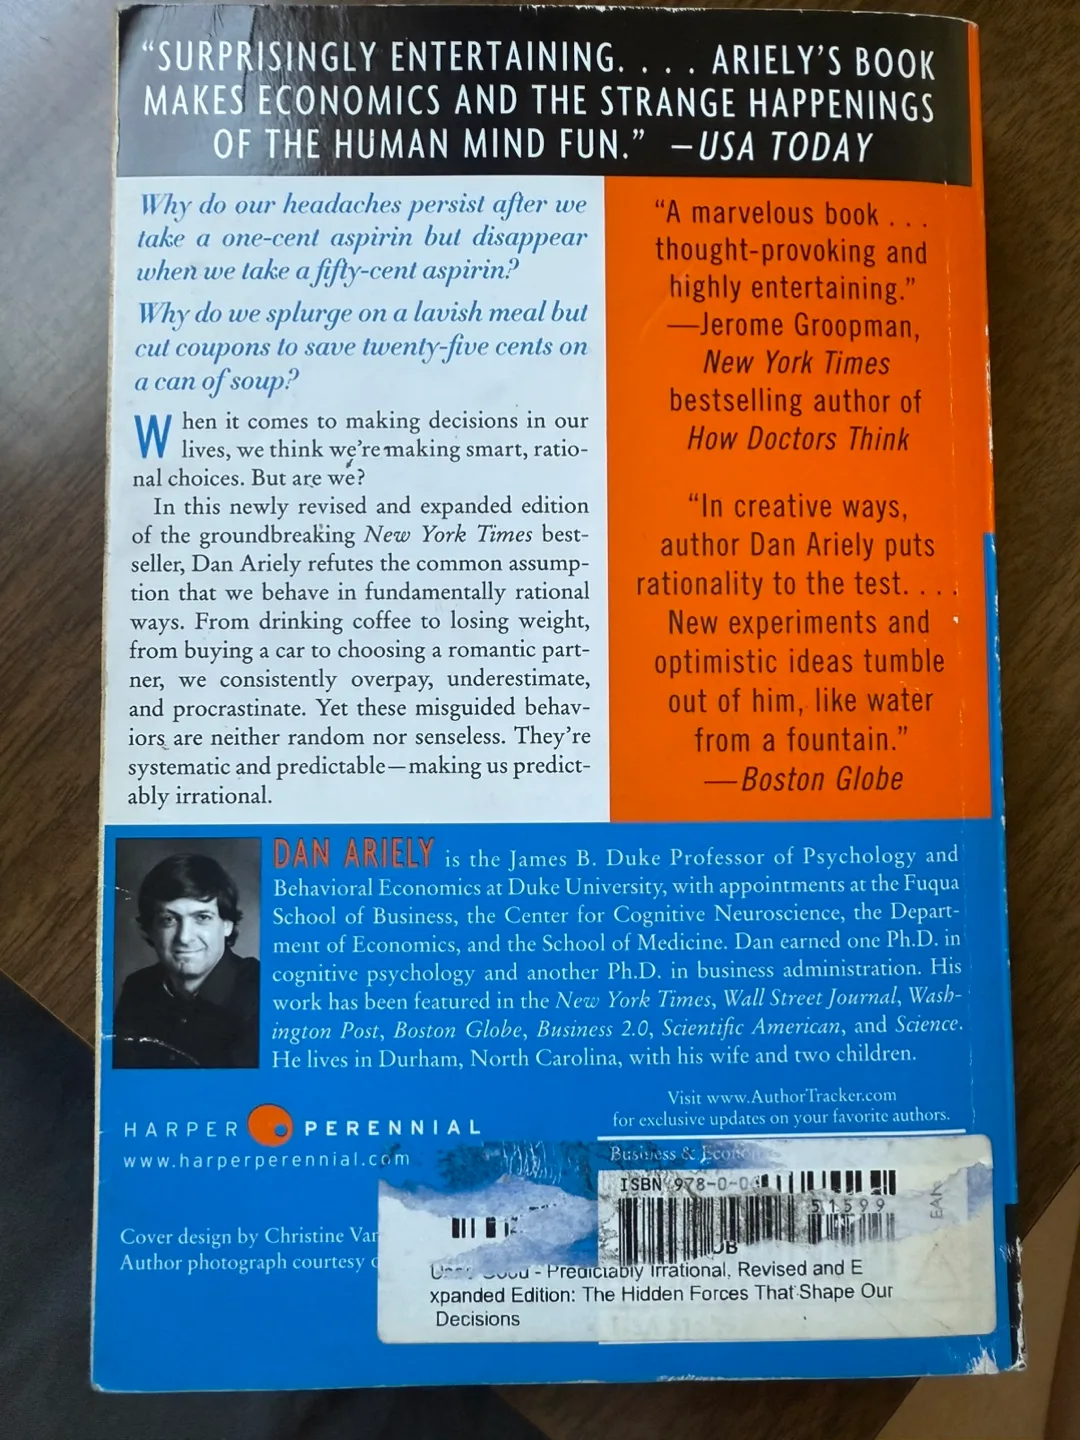 “SURPRISINGLY ENTERTAINING. . . . ARIELY’S BOOK
MAKES ECONOMICS AND THE STRANGE HAPPENINGS
OF THE HUMAN MIND FUN.” —USA TODAY
Why do our headaches persist after we
take a one-cent aspirin but disappear
when we take a fifty-cent aspirin?
Why do we splurge on a lavish meal but
cut coupons to save twenty-five cents on
a can of soup?
When it comes to making decisions in our
lives, we think we’re making smart, ratio-
nal choices. But are we?
In this newly revised and expanded edition
of the groundbreaking New York Times best-
seller, Dan Ariely refutes the common assump-
tion that we behave in fundamentally rational
ways. From drinking coffee to losing weight,
from buying a car to choosing a romantic part-
ner, we consistently overpay, underestimate,
and procrastinate. Yet these misguided behav-
iors are neither random nor senseless. They’re
systematic and predictable—making us predict-
ably irrational.
“A marvelous book . . .
thought-provoking and
highly entertaining.”
—Jerome Groopman,
New York Times
bestselling author of
How Doctors Think
“In creative ways,
author Dan Ariely puts
rationality to the test. . . .
New experiments and
optimistic ideas tumble
out of him, like water
from a fountain.”
—Boston Globe
DAN ARIELY is the James B. Duke Professor of Psychology and
Behavioral Economics at Duke University, with appointments at the Fuqua
School of Business, the Center for Cognitive Neuroscience, the Depart-
ment of Economics, and the School of Medicine. Dan earned one Ph.D. in
cognitive psychology and another Ph.D. in business administration. His
work has been featured in the New York Times, Wall Street Journal, Wash-
ington Post, Boston Globe, Business 2.0, Scientific American, and Science.
He lives in Durham, North Carolina, with his wife and two children.
Visit www.AuthorTracker.com
for exclusive updates on your favorite authors.
HARPER PERENNIAL
www.harperperennial.com
Cover design by Christine Var
Author photograph courtesy
Business & Econo
ISBN 978-0-0
51599
EAN
Good - Predictably Irrational, Revised and E
xpanded Edition: The Hidden Forces That Shape Our
Decisions